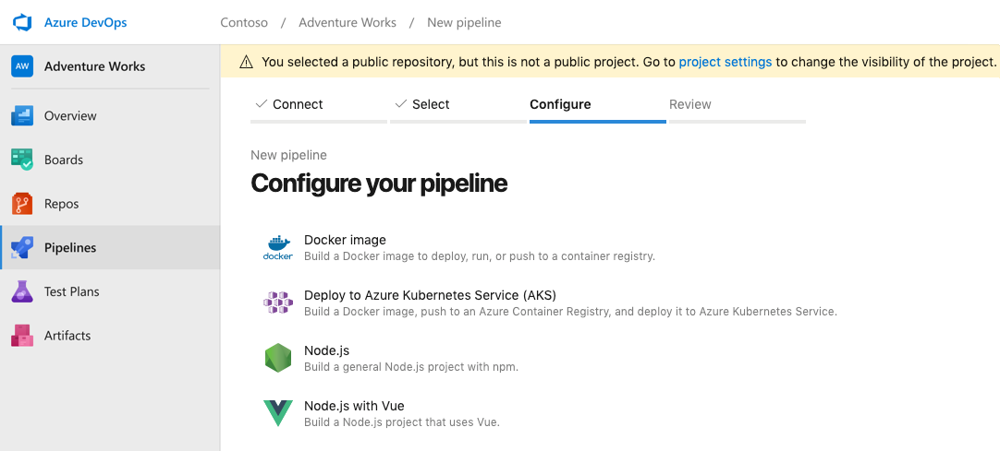 Azure DevOps
Contoso / Adventure Works / New pipeline
AW Adventure Works
You selected a public repository, but this is not a public project. Go to project settings to change the visibility of the project.
Overview
Boards
Repos
Pipelines
Test Plans
Artifacts
Connect
Select
Configure
Review
New pipeline
Configure your pipeline
docker
Docker image
Build a Docker image to deploy, run, or push to a container registry.
Deploy to Azure Kubernetes Service (AKS)
Build a Docker image, push to an Azure Container Registry, and deploy it to Azure Kubernetes Service.
Node.js
Build a general Node.js project with npm.
Node.js with Vue
Build a Node.js project that uses Vue.